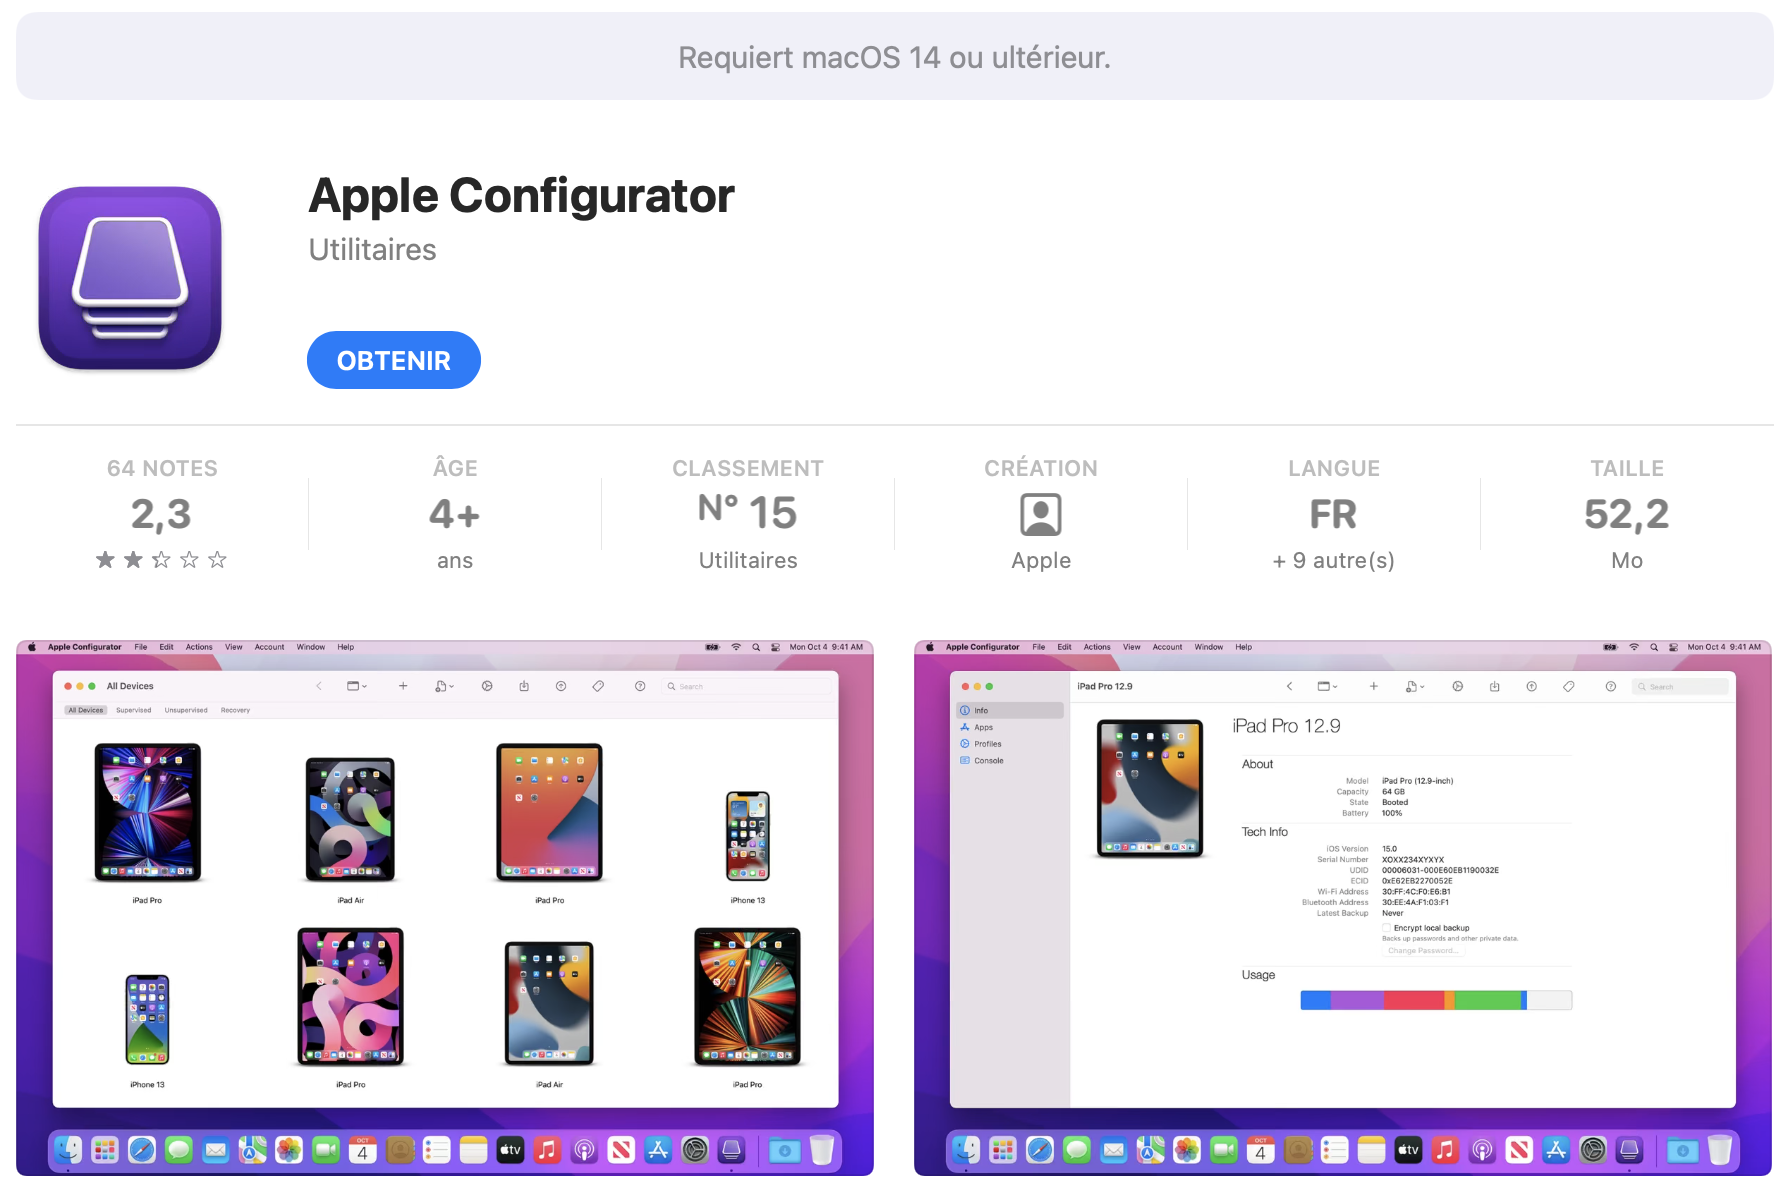 Requiert macOS 14 ou ultérieur.
Apple Configurator
Utilitaires
OBTENIR
64 NOTES
2,3
ÂGE
4+
ans
CLASSEMENT
N° 15
Utilitaires
CRÉATION
Apple
LANGUE
FR
+ 9 autre(s)
TAILLE
52,2
Mo
Apple Configurator File Edit Actions View Account Window Help Mon Oct 4 9:41 AM
All Devices Search
All Devices Supervised Unsupervised Recovery
iPad Pro iPad Air iPad Pro iPhone 13
iPhone 13 iPad Pro iPad Air iPad Pro
OCT
4
tv
Apple Configurator File Edit Actions View Account Window Help Mon Oct 4 9:41 AM
iPad Pro 12.9 Search
Info
Apps
Profiles
Console
iPad Pro 12.9
About
Model iPad Pro (12.9-inch)
Capacity 64 GB
State Booted
Battery 100%
Tech Info
iOS Version 15.0
Serial Number XOXX234XYXYX
UDID 00006031-000E60EB1190032E
ECID 0xE62EB2270052E
Wi-Fi Address 30:FF:4C:F0:E6:B1
Bluetooth Address 30:EE:4A:F1:03:F1
Latest Backup Never
Encrypt local backup
Backs up passwords and other private data.
Change Password...
Usage
OCT
4
tv